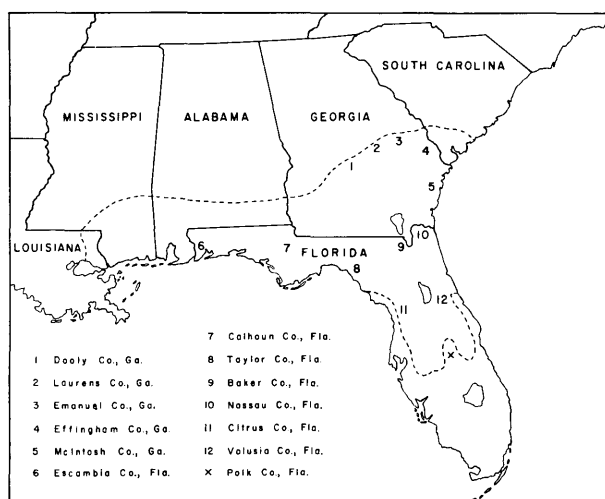 SOUTH CAROLINA
MISSISSIPPI ALABAMA GEORGIA
1 2 3 4
5
LOUISIANA 6 7 FLORIDA 8 9 10
11 12
x
1 Dooly Co., Ga.
2 Laurens Co., Ga.
3 Emanuel Co., Ga.
4 Effingham Co., Ga.
5 McIntosh Co., Ga.
6 Escambia Co., Fla.
7 Calhoun Co., Fla.
8 Taylor Co., Fla.
9 Baker Co., Fla.
10 Nassau Co., Fla.
11 Citrus Co., Fla.
12 Volusia Co., Fla.
x Polk Co., Fla.